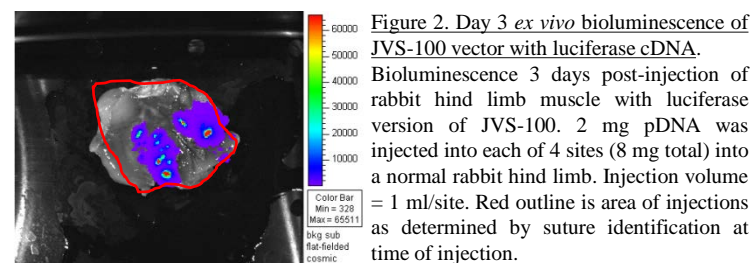 60000
50000
40000
30000
20000
10000
Color Bar
Min = 328
Max = 65511
bkg sub
flat-fielded
cosmic
Figure 2. Day 3 ex vivo bioluminescence of
JVS-100 vector with luciferase cDNA.
Bioluminescence 3 days post-injection of
rabbit hind limb muscle with luciferase
version of JVS-100. 2 mg pDNA was
injected into each of 4 sites (8 mg total) into
a normal rabbit hind limb. Injection volume
= 1 ml/site. Red outline is area of injections
as determined by suture identification at
time of injection.